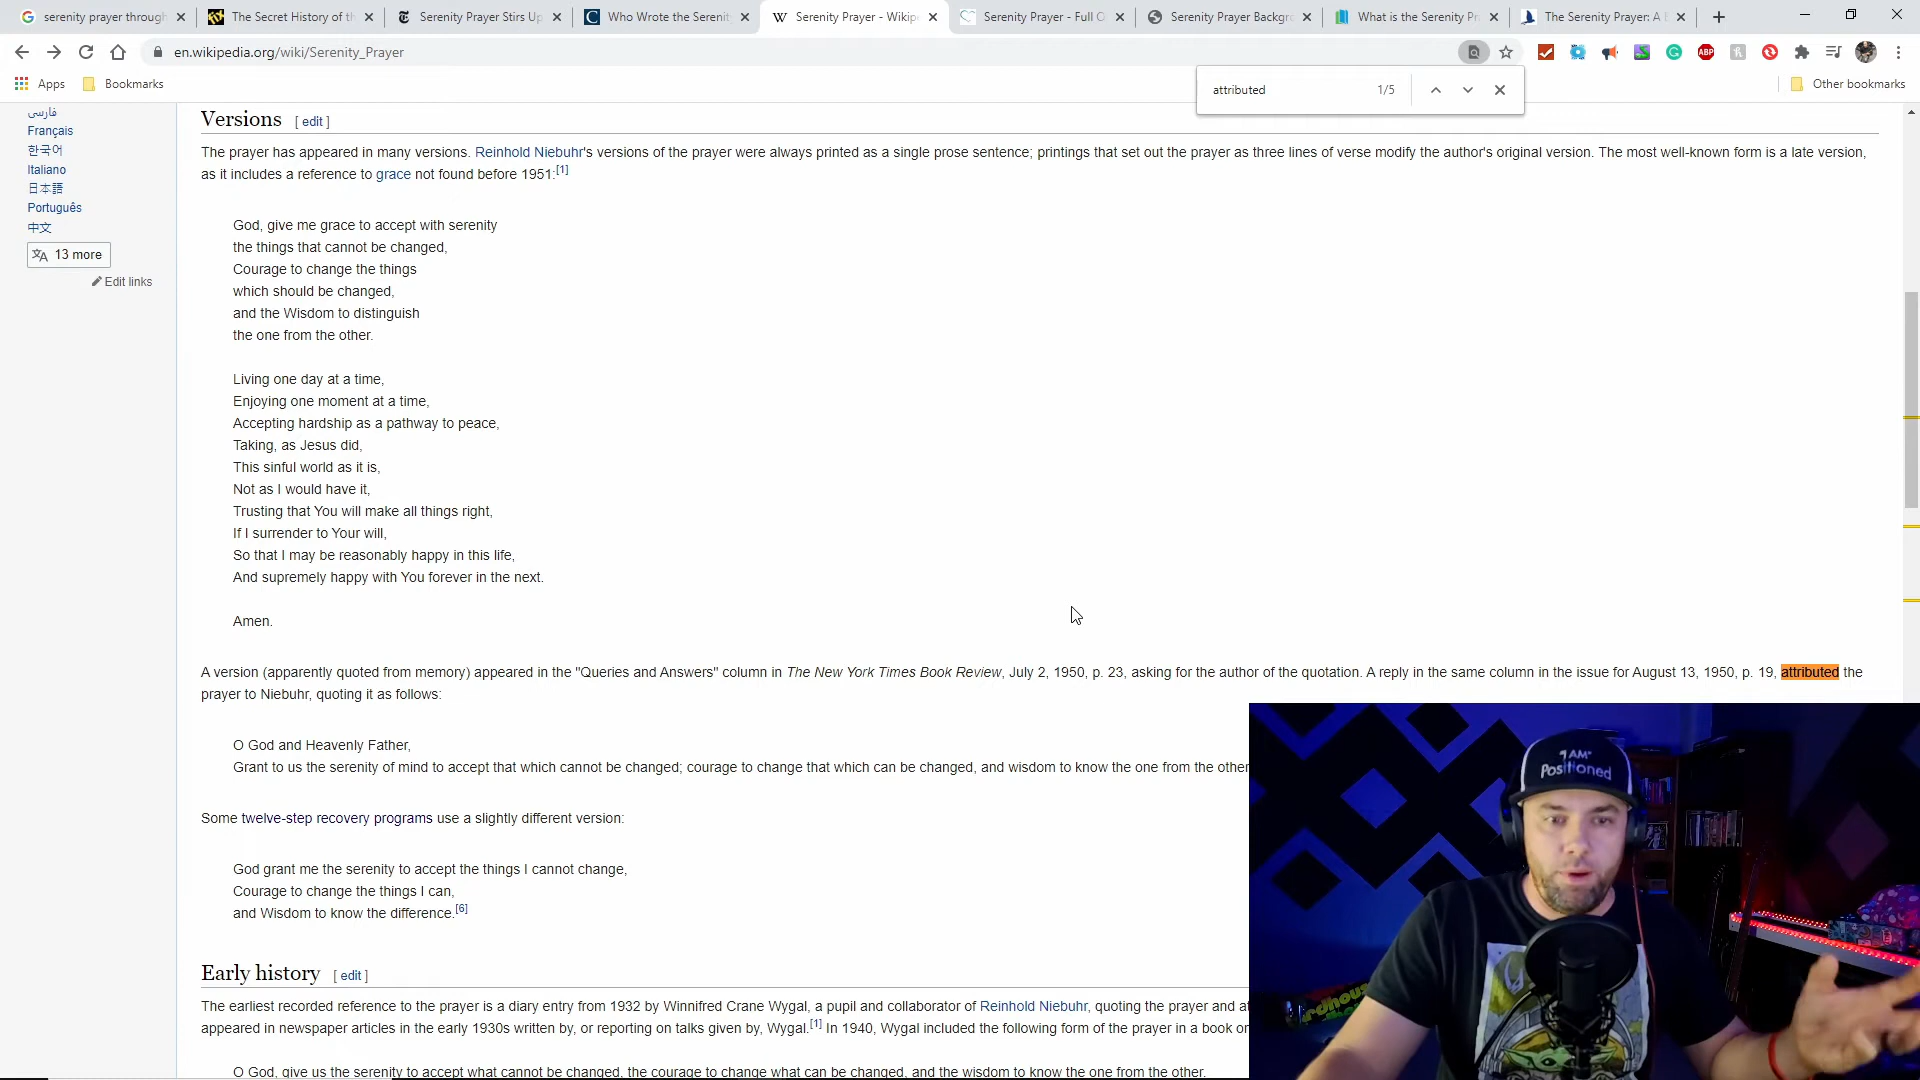 serenity prayer through
The Secret History of th
Serenity Prayer Stirs Up
Who Wrote the Serenit
Serenity Prayer - Wikip
Serenity Prayer - Full
Serenity Prayer Backgr
What is the Serenity Pr
The Serenity Prayer: A
en.wikipedia.org/wiki/Serenity_Prayer
ABP
Apps
Bookmarks
attributed
1/5
Other bookmarks
فارسی
Français
한국어
Italiano
日本語
Português
中文
13 more
Edit links
Versions [ edit ]
The prayer has appeared in many versions. Reinhold Niebuhr's versions of the prayer were always printed as a single prose sentence; printings that set out the prayer as three lines of verse modify the author's original version. The most well-known form is a late version,
as it includes a reference to grace not found before 1951:[1]
God, give me grace to accept with serenity
the things that cannot be changed,
Courage to change the things
which should be changed,
and the Wisdom to distinguish
the one from the other.
Living one day at a time,
Enjoying one moment at a time,
Accepting hardship as a pathway to peace,
Taking, as Jesus did,
This sinful world as it is,
Not as I would have it,
Trusting that You will make all things right,
If I surrender to Your will,
So that I may be reasonably happy in this life,
And supremely happy with You forever in the next.
Amen.
A version (apparently quoted from memory) appeared in the "Queries and Answers" column in The New York Times Book Review, July 2, 1950, p. 23, asking for the author of the quotation. A reply in the same column in the issue for August 13, 1950, p. 19, attributed the
prayer to Niebuhr, quoting it as follows:
O God and Heavenly Father,
Grant to us the serenity of mind to accept that which cannot be changed; courage to change that which can be changed, and wisdom to know the one from the other
Some twelve-step recovery programs use a slightly different version:
God grant me the serenity to accept the things I cannot change,
Courage to change the things I can,
and Wisdom to know the difference.[6]
Early history [ edit ]
The earliest recorded reference to the prayer is a diary entry from 1932 by Winnifred Crane Wygal, a pupil and collaborator of Reinhold Niebuhr, quoting the prayer and at
appeared in newspaper articles in the early 1930s written by, or reporting on talks given by, Wygal.[1] In 1940, Wygal included the following form of the prayer in a book on
O God, give us the serenity to accept what cannot be changed, the courage to change what can be changed, and the wisdom to know the one from the other.
"I AM"
Positioned